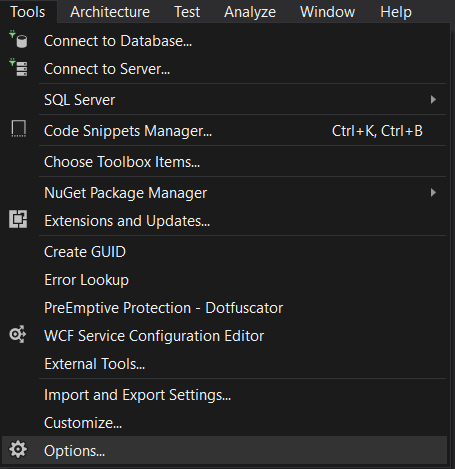 Tools Architecture Test Analyze Window Help
Connect to Database...
Connect to Server...
SQL Server
Code Snippets Manager... Ctrl+K, Ctrl+B
Choose Toolbox Items...
NuGet Package Manager
Extensions and Updates...
Create GUID
Error Lookup
PreEmptive Protection - Dotfuscator
WCF Service Configuration Editor
External Tools...
Import and Export Settings...
Customize...
Options...